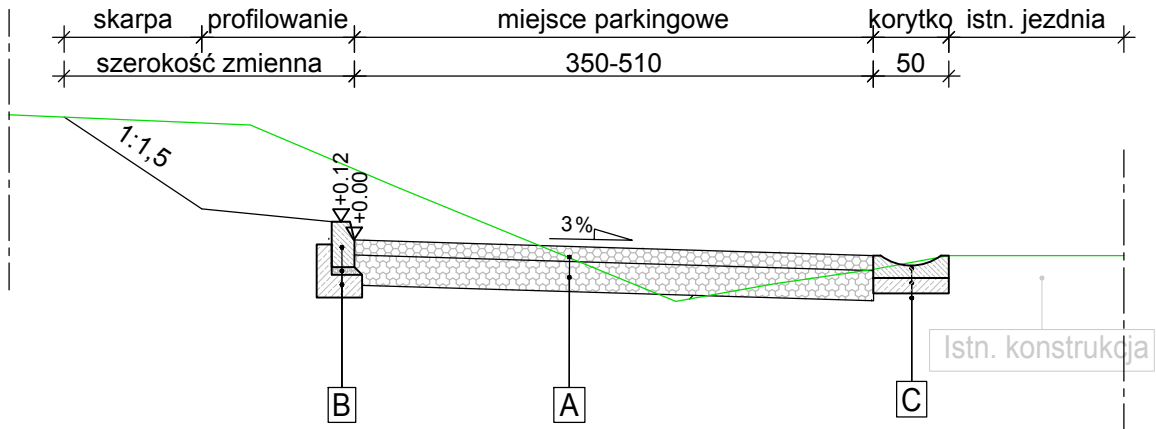 skarpa profilowanie miejsce parkingowe korytko istn. jezdnia
szerokość zmienna 350-510 50
1:1,5
+0.12
+0.00
3%
Istn. konstrukcja
B A C